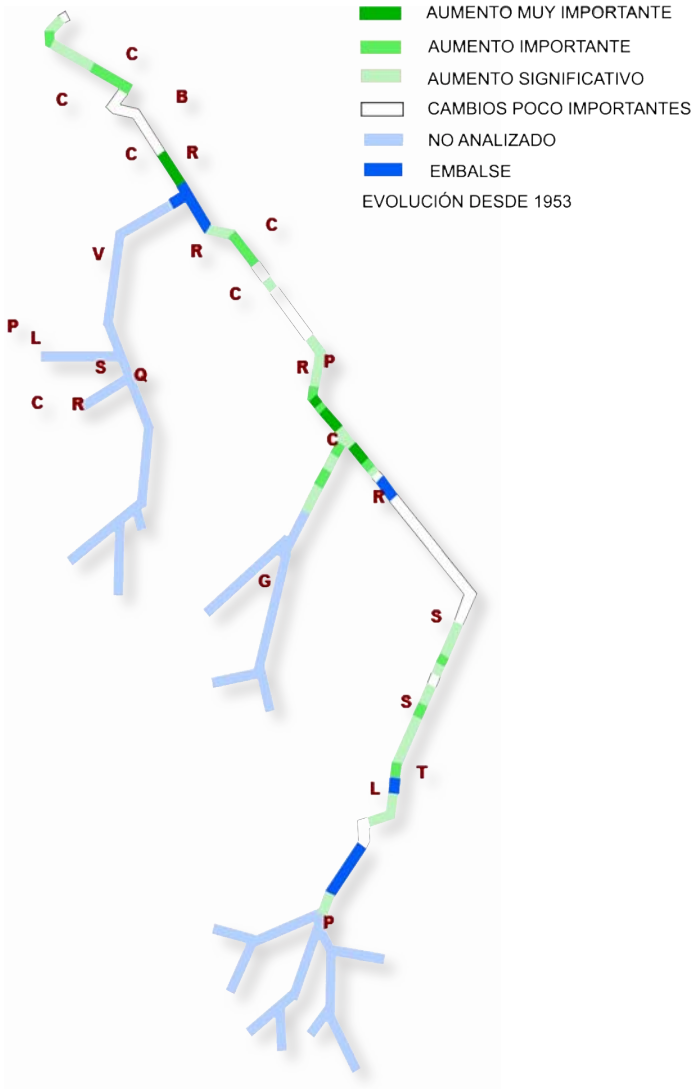 AUMENTO MUY IMPORTANTE
AUMENTO IMPORTANTE
AUMENTO SIGNIFICATIVO
CAMBIOS POCO IMPORTANTES
NO ANALIZADO
EMBALSE
EVOLUCIÓN DESDE 1953
C
C
B
C
R
C
R
V
C
P
L
R
P
S
Q
C
R
C
R
G
S
S
T
L
P